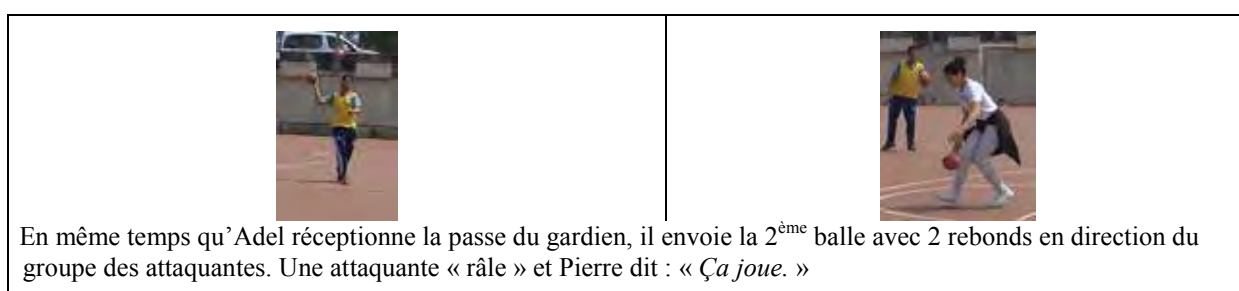 En même temps qu’Adel réceptionne la passe du gardien, il envoie la 2ème balle avec 2 rebonds en direction du
groupe des attaquantes. Une attaquante « râle » et Pierre dit : « Ça joue. »